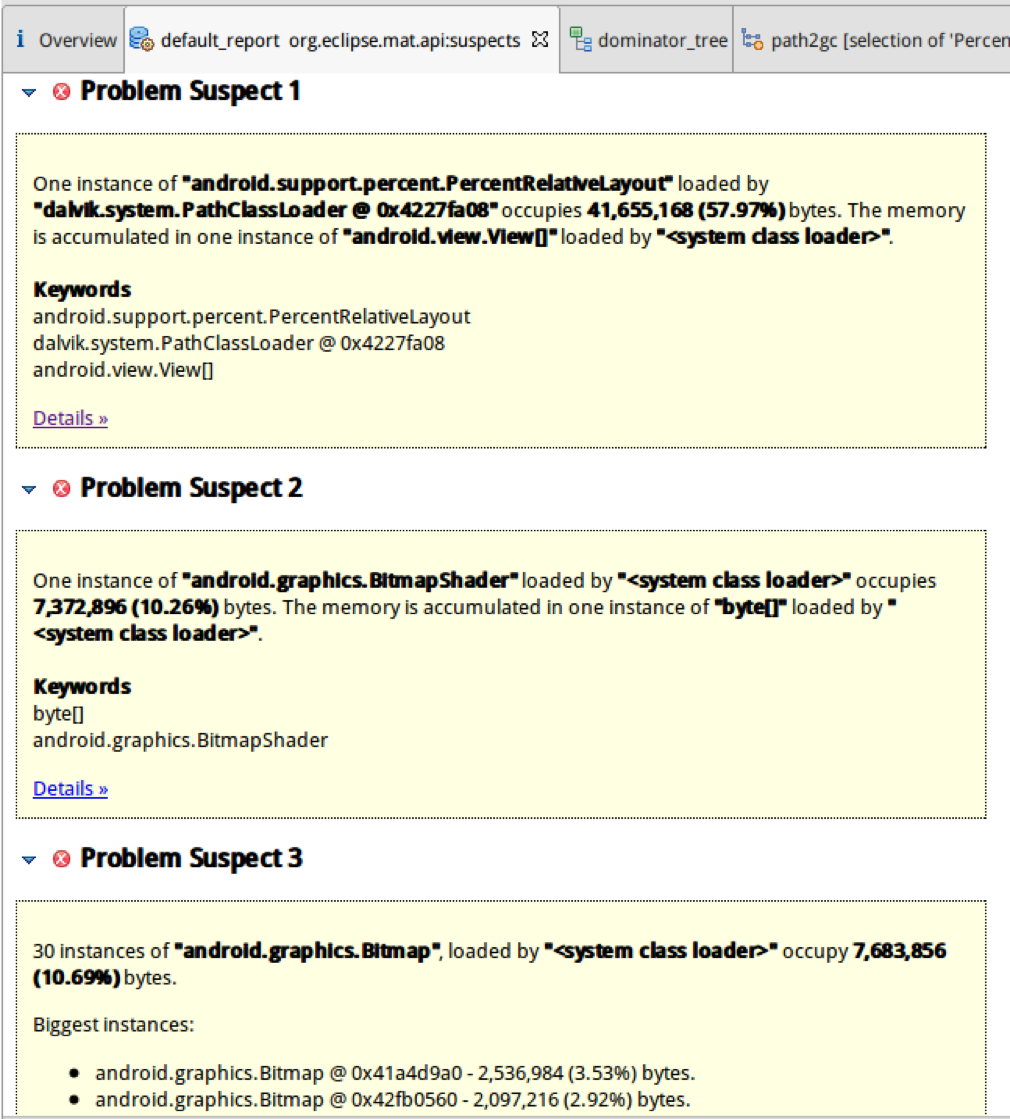 i Overview default_report org.eclipse.mat.api:suspects dominator_tree path2gc [selection of 'Percen
Problem Suspect 1
One instance of "android.support.percent.PercentRelativeLayout" loaded by
"dalvik.system.PathClassLoader @ 0x4227fa08" occupies 41,655,168 (57.97%) bytes. The memory
is accumulated in one instance of "android.view.View[]" loaded by "<system class loader>".
Keywords
android.support.percent.PercentRelativeLayout
dalvik.system.PathClassLoader @ 0x4227fa08
android.view.View[]
Details »
Problem Suspect 2
One instance of "android.graphics.BitmapShader" loaded by "<system class loader>" occupies
7,372,896 (10.26%) bytes. The memory is accumulated in one instance of "byte[]" loaded by "
<system class loader>".
Keywords
byte[]
android.graphics.BitmapShader
Details »
Problem Suspect 3
30 instances of "android.graphics.Bitmap", loaded by "<system class loader>" occupy 7,683,856
(10.69%) bytes.
Biggest instances:
• android.graphics.Bitmap @ 0x41a4d9a0 - 2,536,984 (3.53%) bytes.
• android.graphics.Bitmap @ 0x42fb0560 - 2,097,216 (2.92%) bytes.